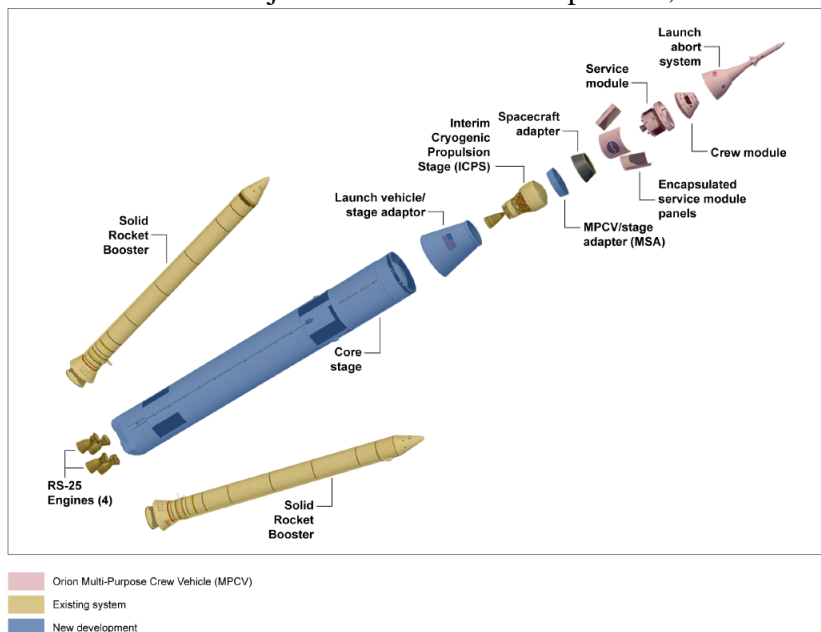 Launch
abort
system
Service
module
Spacecraft
adapter
Interim
Cryogenic
Propulsion
Stage (ICPS)
Crew module
Encapsulated
service module
panels
Launch vehicle/
stage adaptor
MPCV/stage
adapter (MSA)
Solid
Rocket
Booster
Core
stage
RS-25
Engines (4)
Solid
Rocket
Booster
Orion Multi-Purpose Crew Vehicle (MPCV)
Existing system
New development